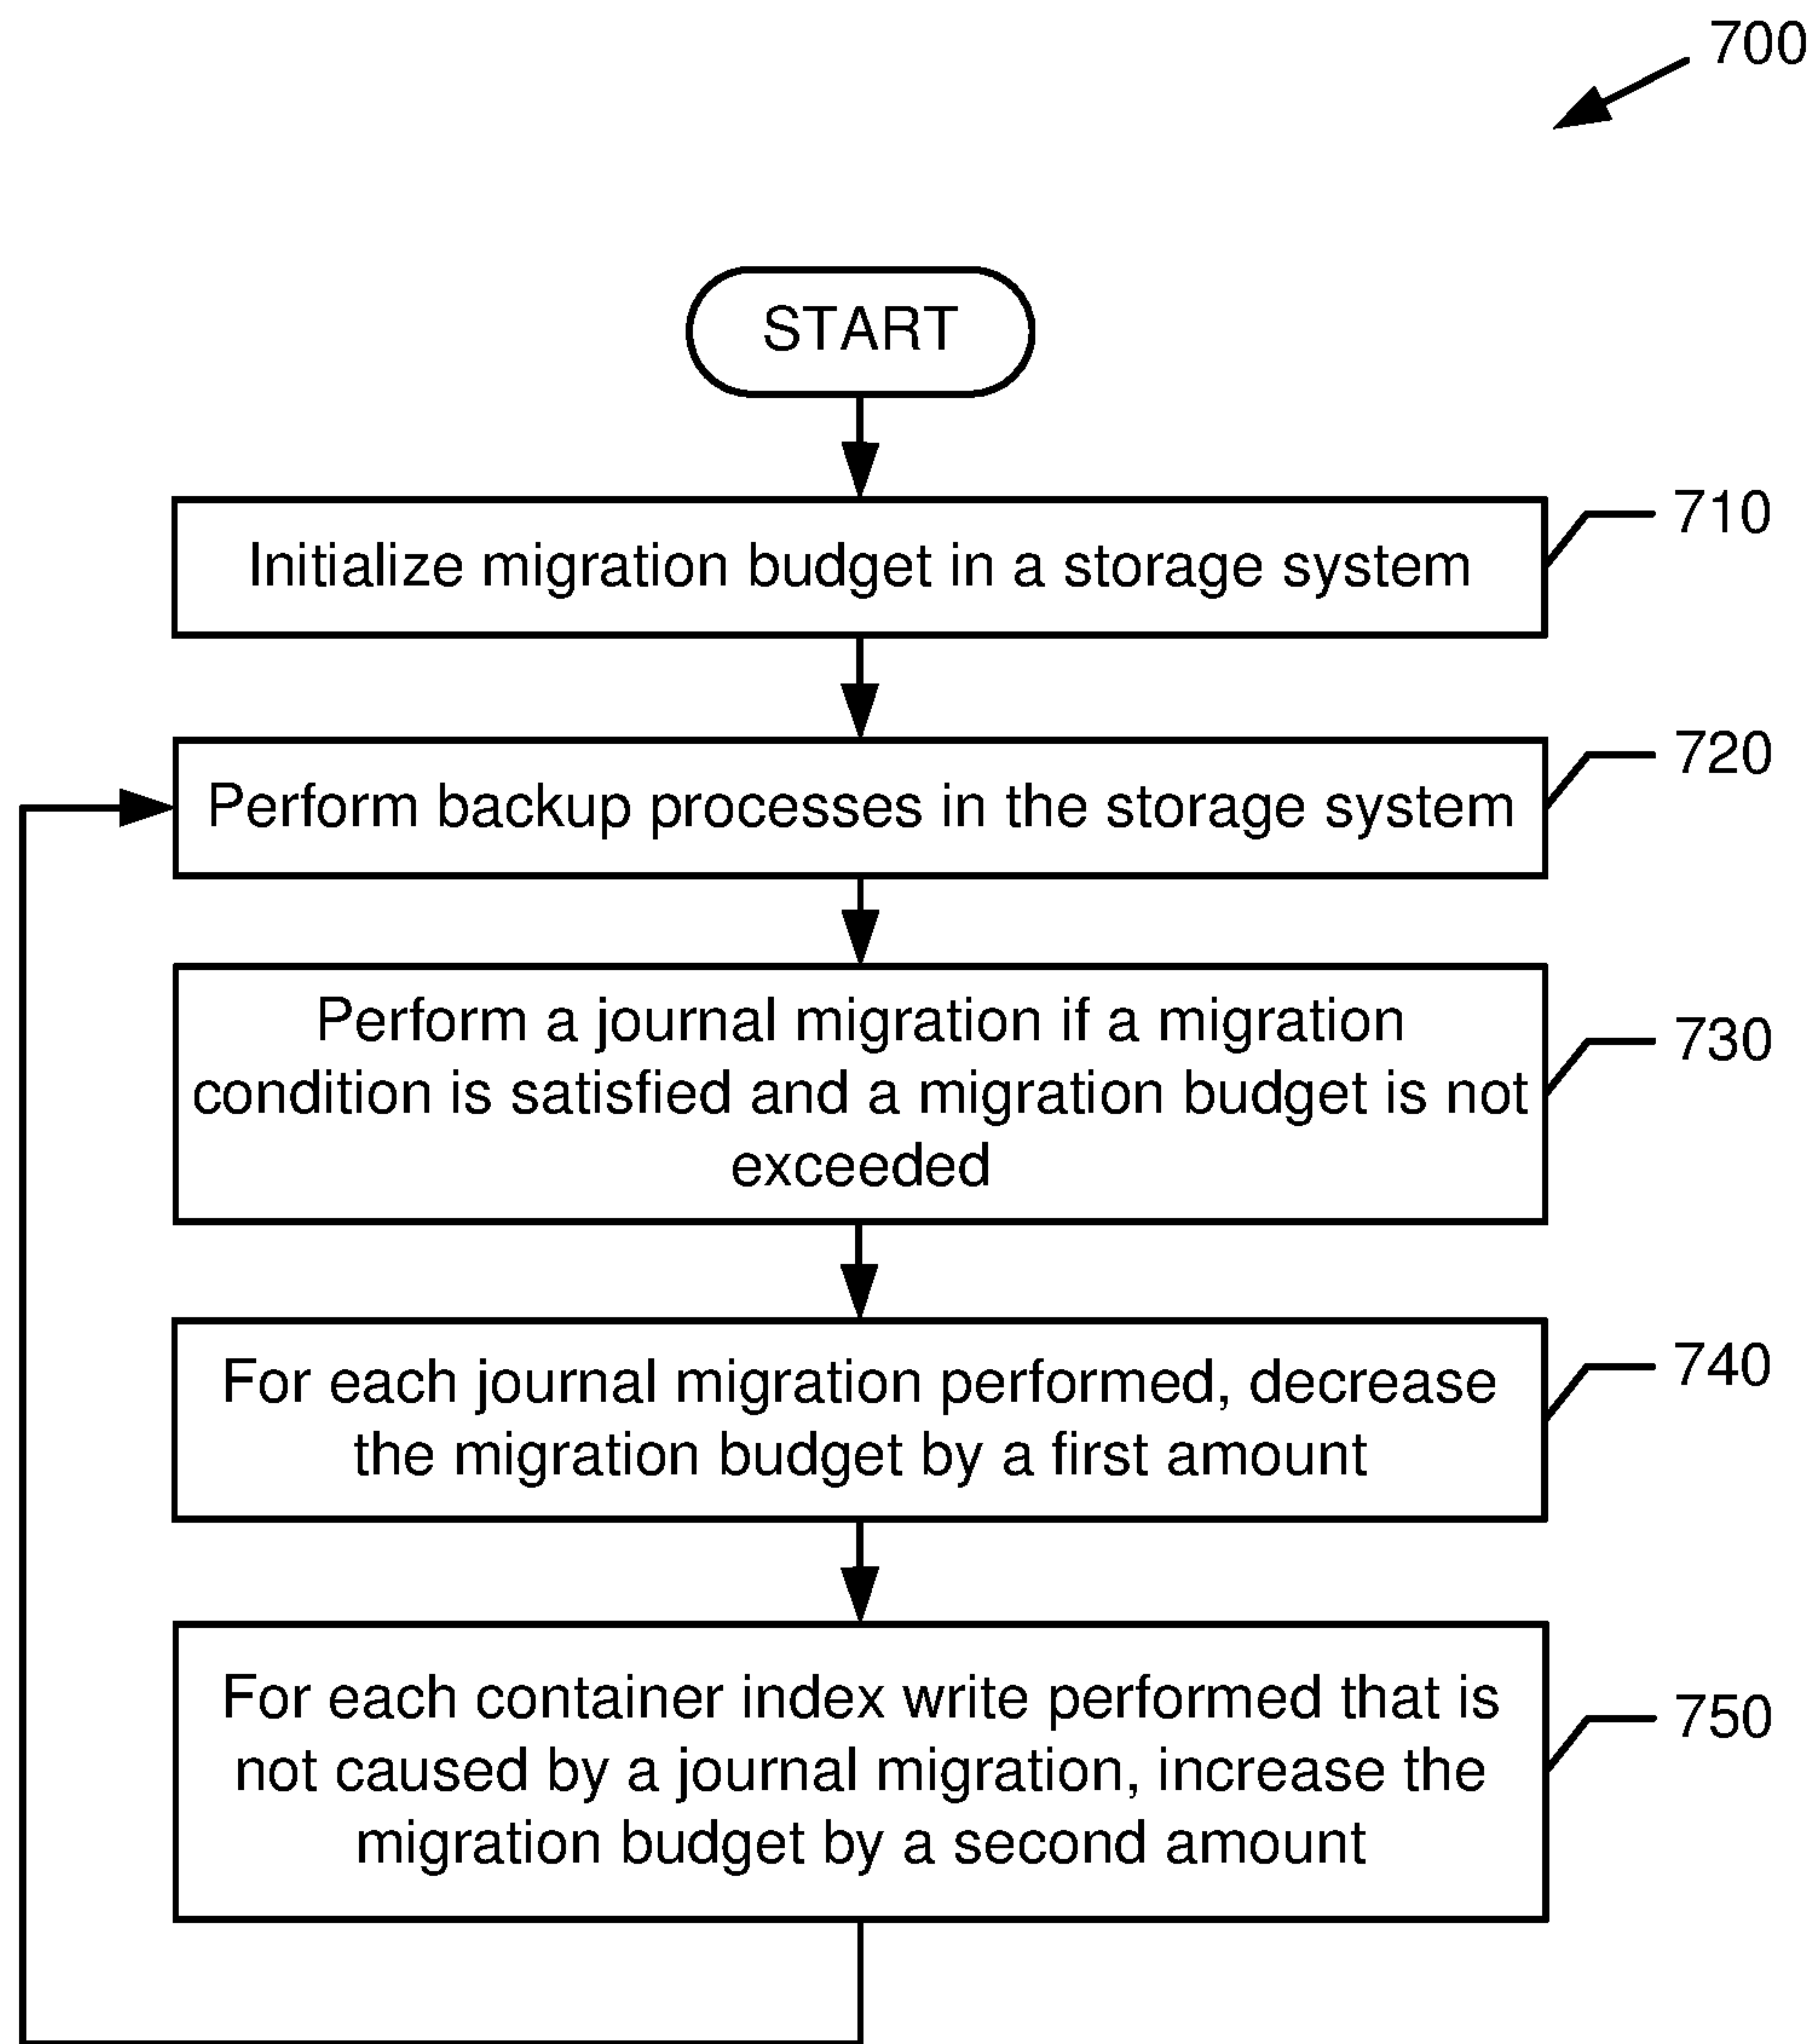 700
START
710
Initialize migration budget in a storage system
720
Perform backup processes in the storage system
730
Perform a journal migration if a migration
condition is satisfied and a migration budget is not
exceeded
740
For each journal migration performed, decrease
the migration budget by a first amount
750
For each container index write performed that is
not caused by a journal migration, increase the
migration budget by a second amount